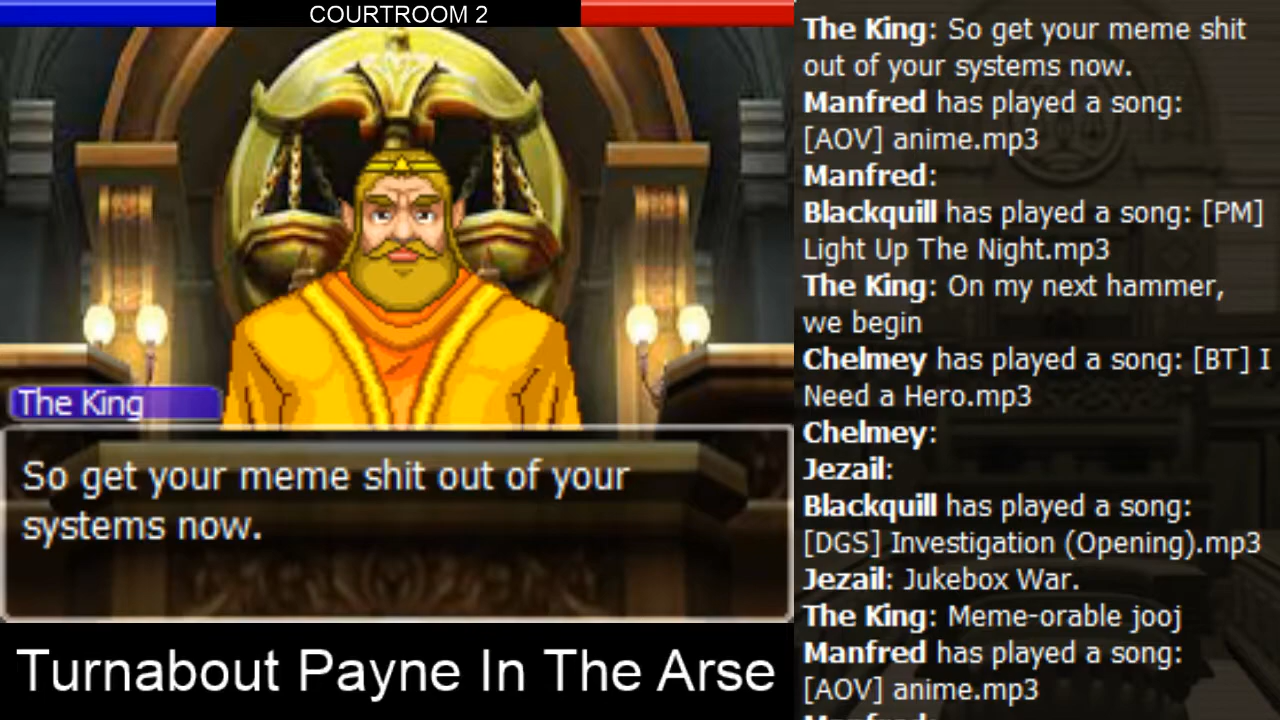 COURTROOM 2
The King
So get your meme shit out of your
systems now.
Turnabout Payne In The Arse
The King: So get your meme shit
out of your systems now.
Manfred has played a song:
[AOV] anime.mp3
Manfred:
Blackquill has played a song: [PM]
Light Up The Night.mp3
The King: On my next hammer,
we begin
Chelmey has played a song: [BT] I
Need a Hero.mp3
Chelmey:
Jezail:
Blackquill has played a song:
[DGS] Investigation (Opening).mp3
Jezail: Jukebox War.
The King: Meme-orable jooj
Manfred has played a song:
[AOV] anime.mp3